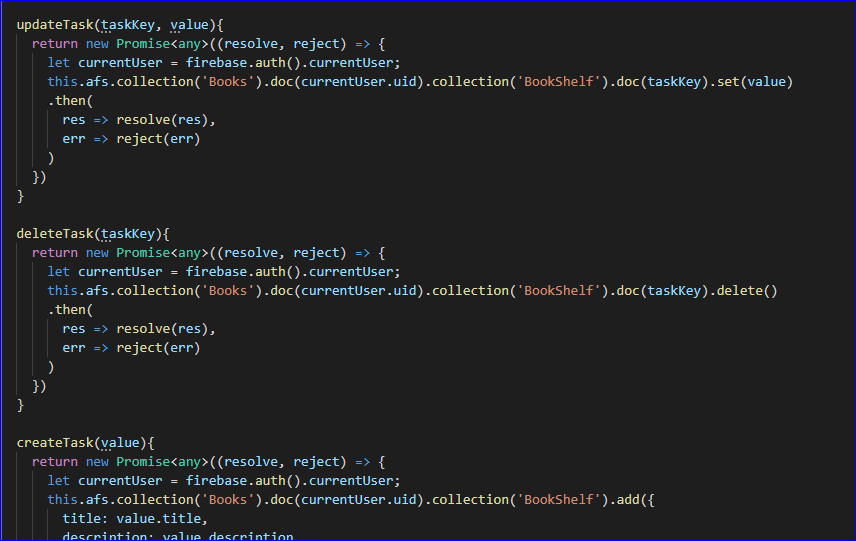 updateTask(taskKey, value){
return new Promise<any>((resolve, reject) => {
let currentUser = firebase.auth().currentUser;
this.afs.collection('Books').doc(currentUser.uid).collection('BookShelf').doc(taskKey).set(value)
.then(
res => resolve(res),
err => reject(err)
)
})
}
deleteTask(taskKey){
return new Promise<any>((resolve, reject) => {
let currentUser = firebase.auth().currentUser;
this.afs.collection('Books').doc(currentUser.uid).collection('BookShelf').doc(taskKey).delete()
.then(
res => resolve(res),
err => reject(err)
)
})
}
createTask(value){
return new Promise<any>((resolve, reject) => {
let currentUser = firebase.auth().currentUser;
this.afs.collection('Books').doc(currentUser.uid).collection('BookShelf').add({
title: value.title,
description: value.description